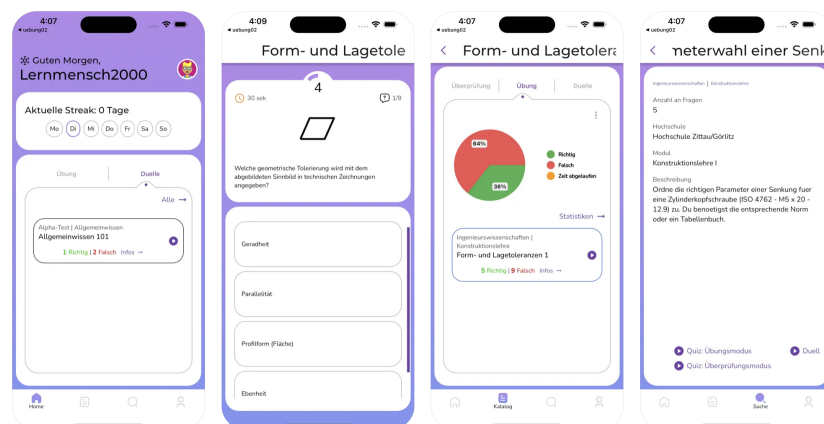 4:07
◂ uebung02
Guten Morgen,
Lernmensch2000
Aktuelle Streak: 0 Tage
Mo Di Mi Do Fr Sa So
Übung Duelle
Alle →
Alpha-Test | Allgemeinwissen
Allgemeinwissen 101
1 Richtig | 2 Falsch Infos →
Home
4:09
◂ uebung02
Form- und Lagetole
4
30 sek
1/9
Welche geometrische Tolerierung wird mit dem
abgebildeten Sinnbild in technischen Zeichnungen
angegeben?
Geradheit
Parallelität
Profilform (Fläche)
Ebenheit
4:07
◂ uebung02
Form- und Lagetolera
Überprüfung Übung Duelle
64%
36%
Richtig
Falsch
Zeit abgelaufen
Statistiken →
Ingenieurswissenschaften |
Konstruktionslehre
Form- und Lagetoleranzen 1
5 Richtig | 9 Falsch Infos →
Katalog
4:07
◂ uebung02
meterwahl einer Senk
Ingenieurswissenschaften | Konstruktionslehre
Anzahl an Fragen
5
Hochschule
Hochschule Zittau/Görlitz
Modul
Konstruktionslehre I
Beschreibung
Ordne die richtigen Parameter einer Senkung fuer
eine Zylinderkopfschraube (ISO 4762 - M5 x 20 -
12.9) zu. Du benoetigst die entsprechende Norm
oder ein Tabellenbuch.
Quiz: Übungsmodus Duell
Quiz: Überprüfungsmodus
Suche